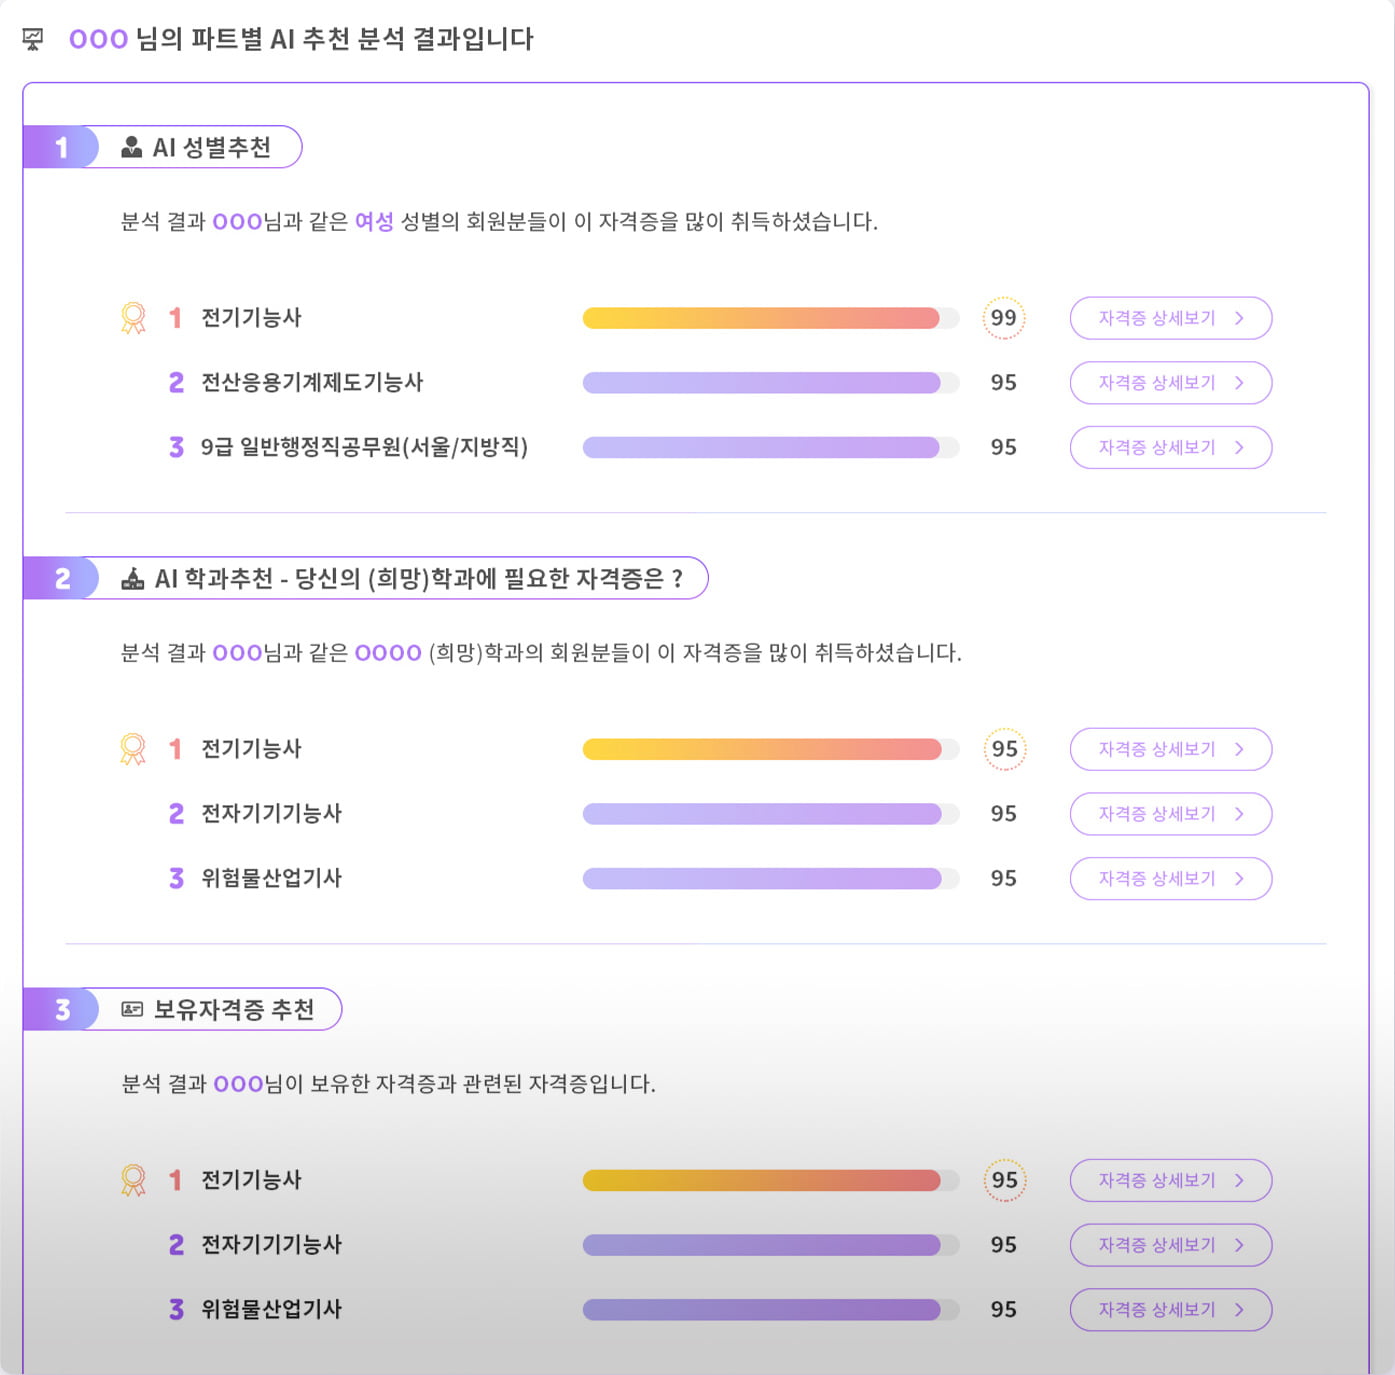 OOO 님의 파트별 AI 추천 분석 결과입니다
1 AI 성별추천
분석 결과 OOO님과 같은 여성 성별의 회원분들이 이 자격증을 많이 취득하셨습니다.
1 전기기능사 99 자격증 상세보기 >
2 전산응용기계제도기능사 95 자격증 상세보기 >
3 9급 일반행정직공무원(서울/지방직) 95 자격증 상세보기 >
2 AI 학과추천 - 당신의 (희망)학과에 필요한 자격증은 ?
분석 결과 OOO님과 같은 OOOO (희망)학과의 회원분들이 이 자격증을 많이 취득하셨습니다.
1 전기기능사 95 자격증 상세보기 >
2 전자기기기능사 95 자격증 상세보기 >
3 위험물산업기사 95 자격증 상세보기 >
3 보유자격증 추천
분석 결과 OOO님이 보유한 자격증과 관련된 자격증입니다.
1 전기기능사 95 자격증 상세보기 >
2 전자기기기능사 95 자격증 상세보기 >
3 위험물산업기사 95 자격증 상세보기 >